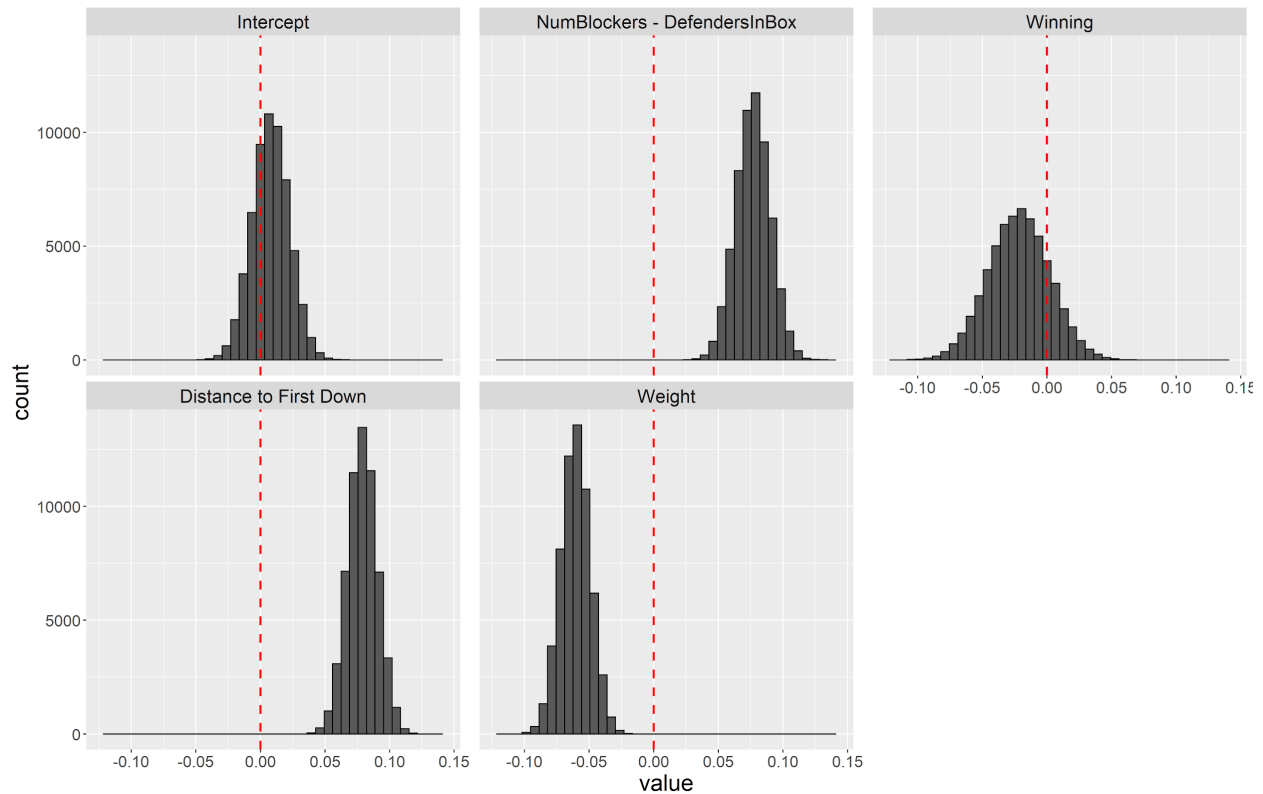 Intercept
NumBlockers - DefendersInBox
Winning
10000
5000
0
-0.10 -0.05 0.00 0.05 0.10 0.15
count
Distance to First Down
Weight
10000
5000
0
-0.10 -0.05 0.00 0.05 0.10 0.15
-0.10 -0.05 0.00 0.05 0.10 0.15
value